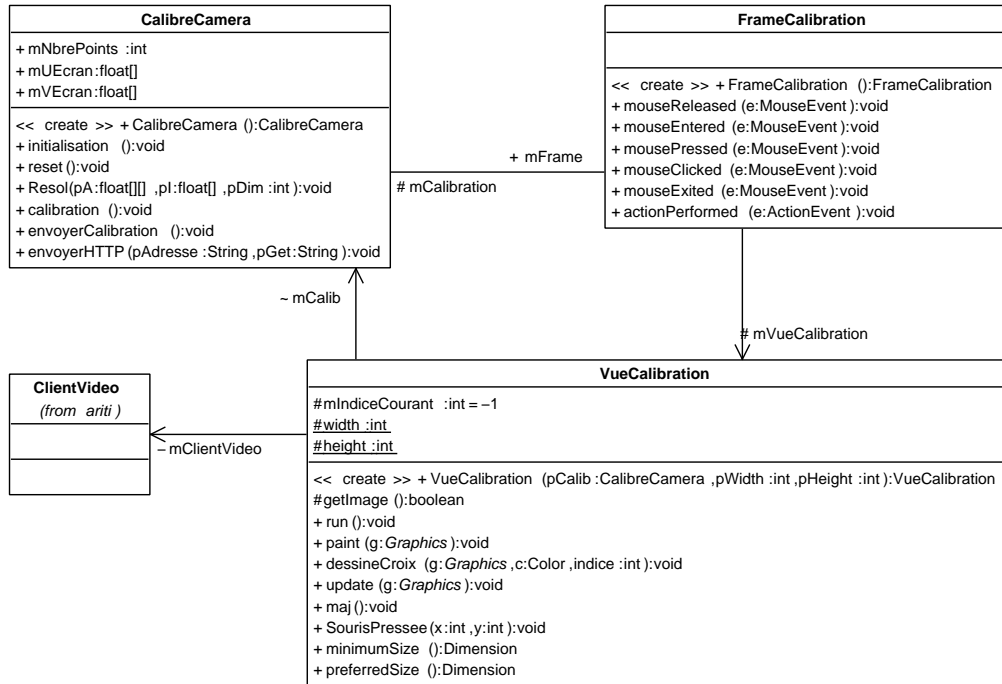 CalibreCamera
+ mNbrePoints :int
+ mUEcran:float[]
+ mVEcran:float[]
<< create >> + CalibreCamera ():CalibreCamera
+ initialisation ():void
+ reset():void
+ Resol(pA:float[][] ,pI:float[] ,pDim :int ):void
+ calibration ():void
+ envoyerCalibration ():void
+ envoyerHTTP (pAdresse :String ,pGet:String):void
FrameCalibration
<< create >> + FrameCalibration ():FrameCalibration
+ mouseReleased (e:MouseEvent ):void
+ mouseEntered (e:MouseEvent ):void
+ mousePressed (e:MouseEvent ):void
+ mouseClicked (e:MouseEvent ):void
+ mouseExited (e:MouseEvent ):void
+ actionPerformed (e:ActionEvent ):void
+ mFrame
# mCalibration
~ mCalib
# mVueCalibration
ClientVideo
(from ariti )
− mClientVideo
VueCalibration
#mIndiceCourant :int = −1
#width :int
#height :int
<< create >> + VueCalibration (pCalib :CalibreCamera ,pWidth :int ,pHeight :int ):VueCalibration
#getImage ():boolean
+ run ():void
+ paint (g:Graphics ):void
+ dessineCroix (g:Graphics ,c:Color ,indice :int ):void
+ update (g:Graphics ):void
+ maj():void
+ SourisPressee (x:int ,y:int ):void
+ minimumSize ():Dimension
+ preferredSize ():Dimension